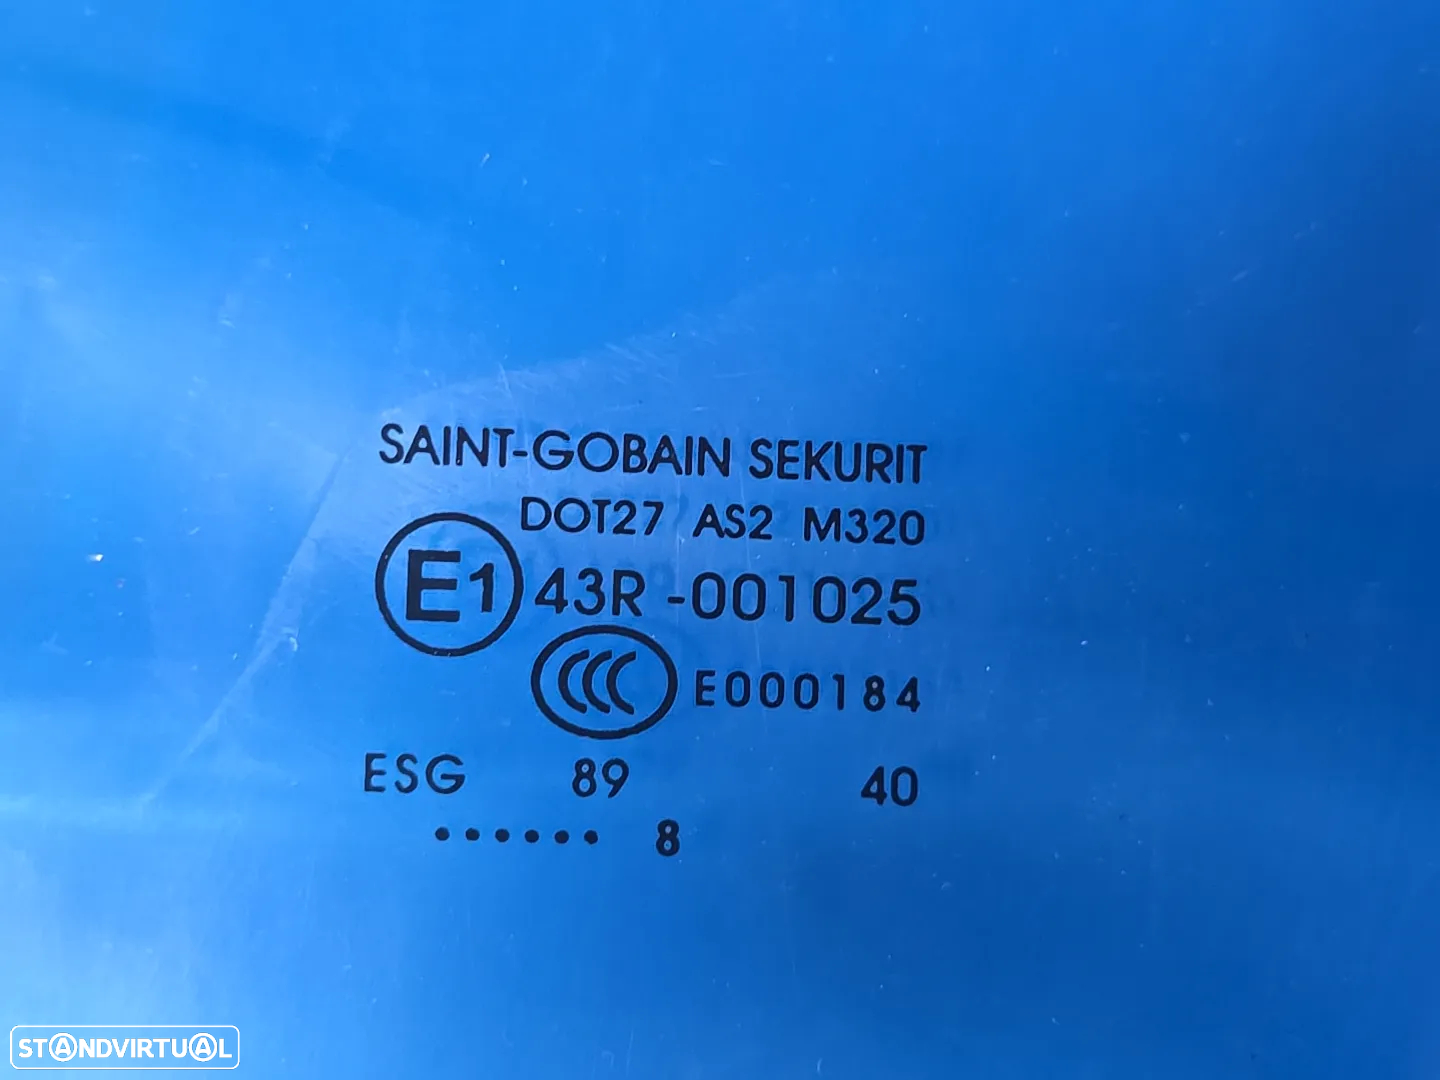 SAINT-GOBAIN SEKURIT
DOT27 AS2 M320
E1 43R -001025
CCC E000184
ESG 89 40
...... 8
STANDVIRTUAL